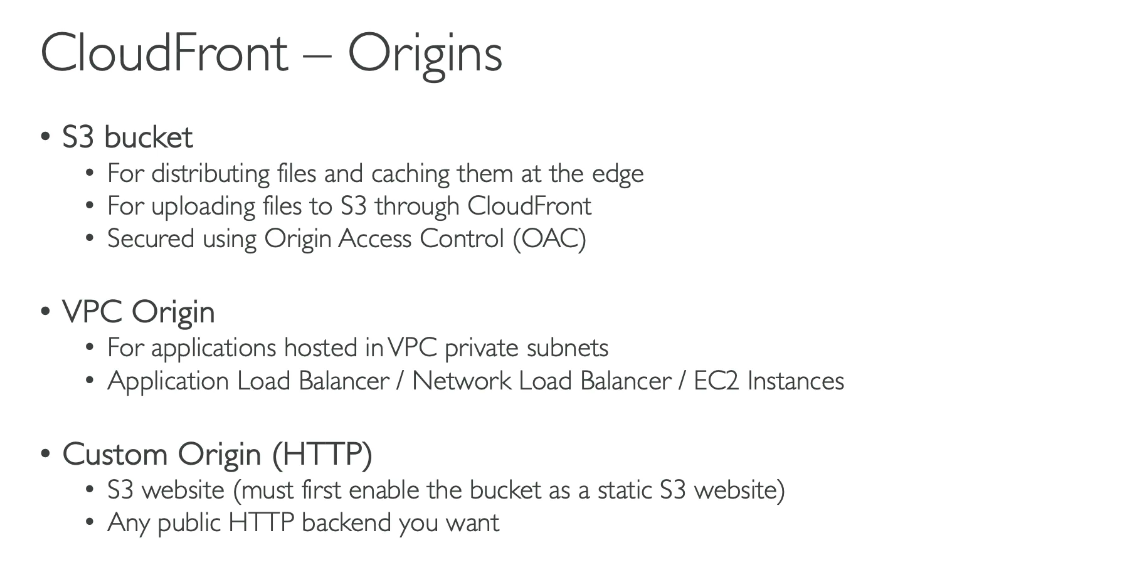 CloudFront – Origins
• S3 bucket
• For distributing files and caching them at the edge
• For uploading files to S3 through CloudFront
• Secured using Origin Access Control (OAC)
• VPC Origin
• For applications hosted in VPC private subnets
• Application Load Balancer / Network Load Balancer / EC2 Instances
• Custom Origin (HTTP)
• S3 website (must first enable the bucket as a static S3 website)
• Any public HTTP backend you want